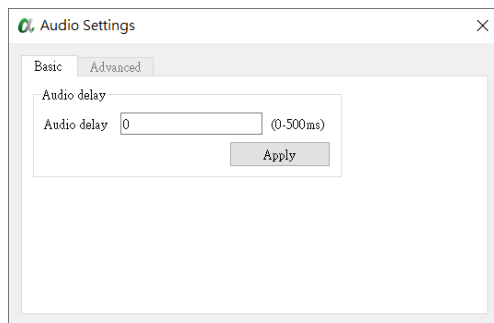 Audio Settings
Basic Advanced
Audio delay
Audio delay 0 (0-500ms)
Apply